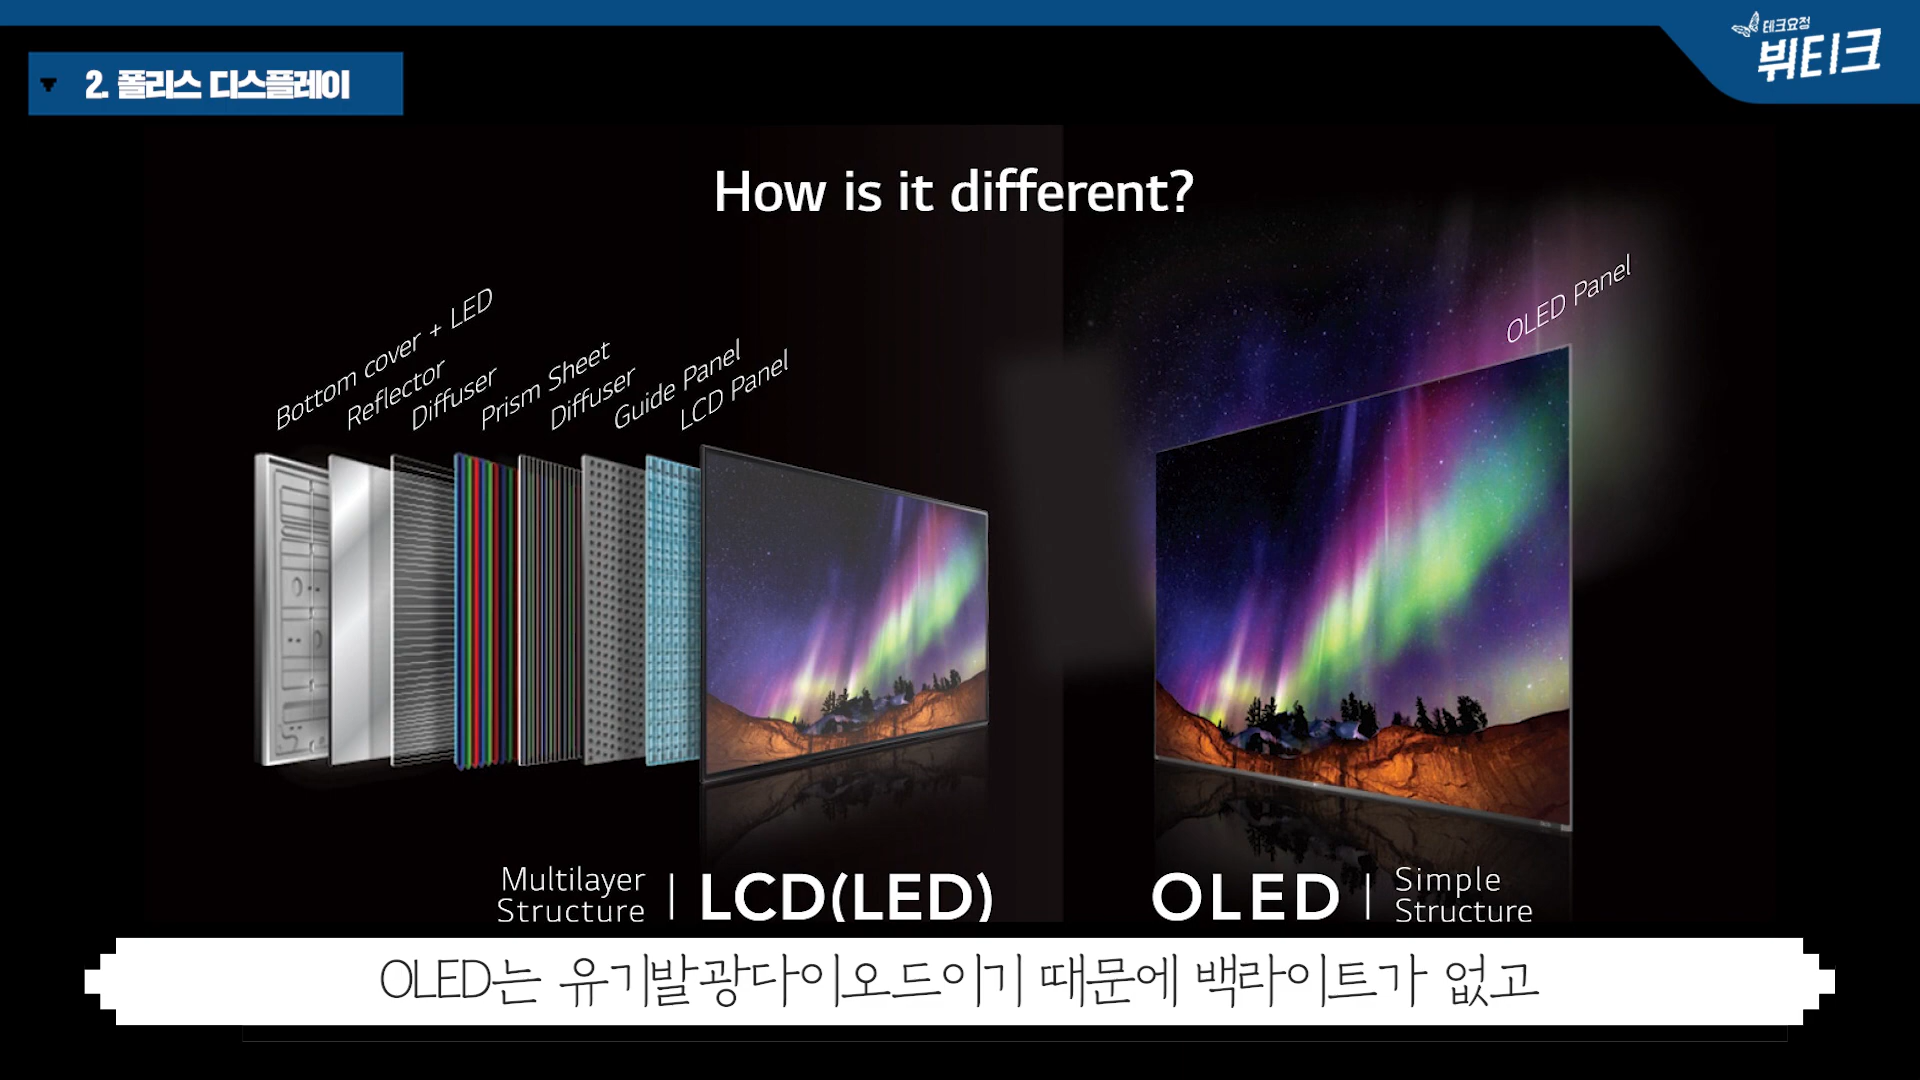 테크요정
뷔티크
2. 폴리스 디스플레이
How is it different?
Bottom cover + LED
Reflector
Diffuser
Prism Sheet
Diffuser
Guide Panel
LCD Panel
OLED Panel
Multilayer
Structure
LCD(LED)
OLED
Simple
Structure
OLED는 유기발광다이오드이기 때문에 백라이트가 없고